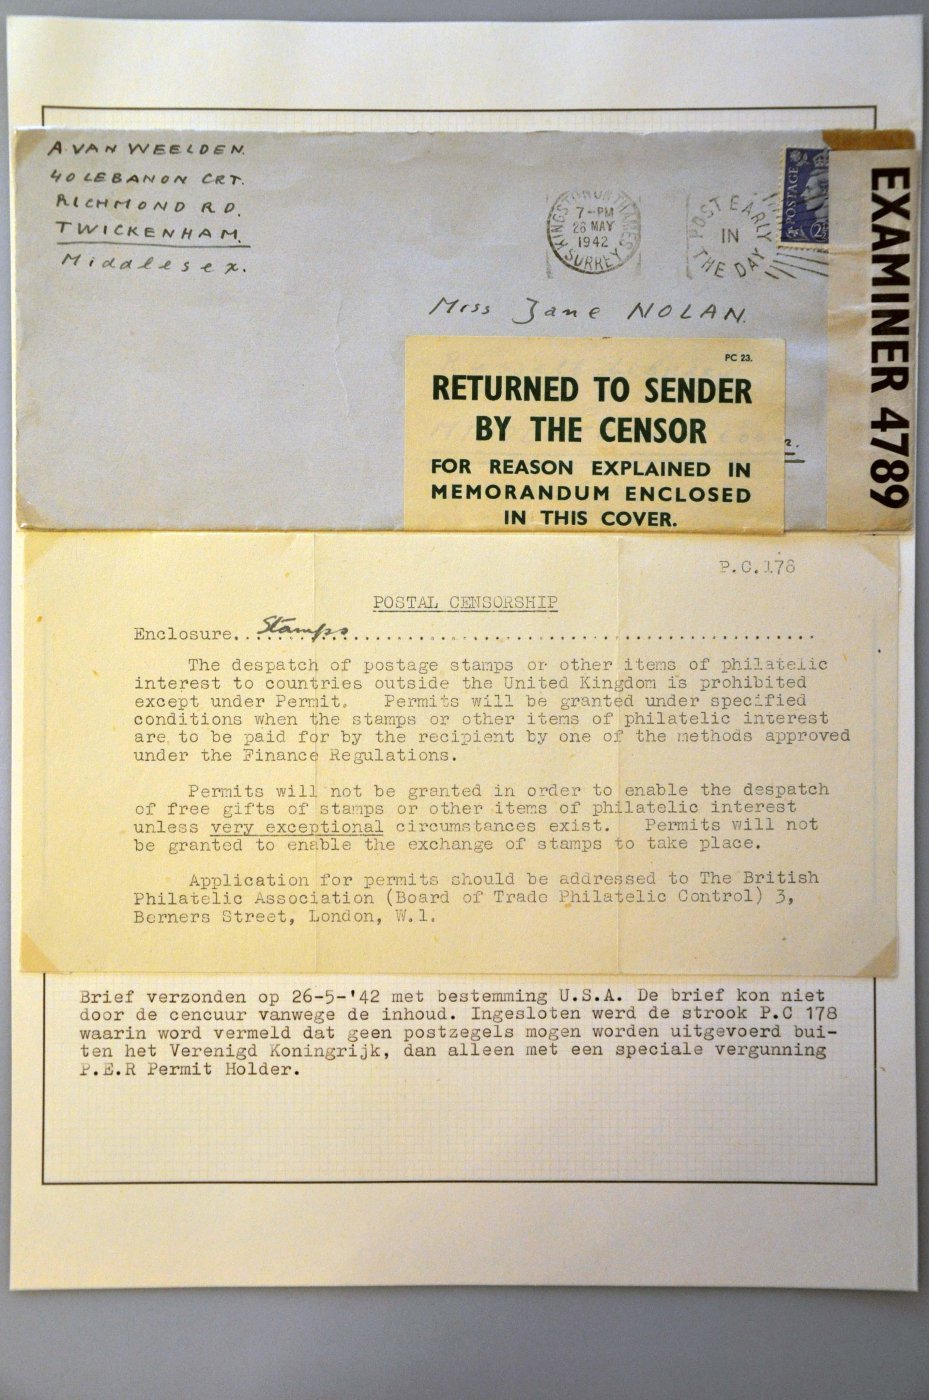 A. VAN WEELDEN.
40 LEBANON CRT.
RICHMOND RD.
TWICKENHAM.
Middlesex.
KINGSTON ON THAMES
7-PM
26 MAY
1942
SURREY
POST EARLY
IN
THE DAY
POSTAGE
EXAMINER 4789
Miss Jane NOLAN.
PC 23.
RETURNED TO SENDER
BY THE CENSOR
FOR REASON EXPLAINED IN
MEMORANDUM ENCLOSED
IN THIS COVER.
P.C.178
POSTAL CENSORSHIP
Enclosure..Stamps..................................................
The despatch of postage stamps or other items of philatelic
interest to countries outside the United Kingdom is prohibited
except under Permit. Permits will be granted under specified
conditions when the stamps or other items of philatelic interest
are to be paid for by the recipient by one of the methods approved
under the Finance Regulations.
Permits will not be granted in order to enable the despatch
of free gifts of stamps or other items of philatelic interest
unless very exceptional circumstances exist. Permits will not
be granted to enable the exchange of stamps to take place.
Application for permits should be addressed to The British
Philatelic Association (Board of Trade Philatelic Control) 3,
Berners Street, London, W.1.
Brief verzonden op 26-5-'42 met bestemming U.S.A. De brief kon niet
door de cencuur vanwege de inhoud. Ingesloten werd de strook P.C 178
waarin word vermeld dat geen postzegels mogen worden uitgevoerd bui-
ten het Verenigd Koningrijk, dan alleen met een speciale vergunning
P.E.R Permit Holder.